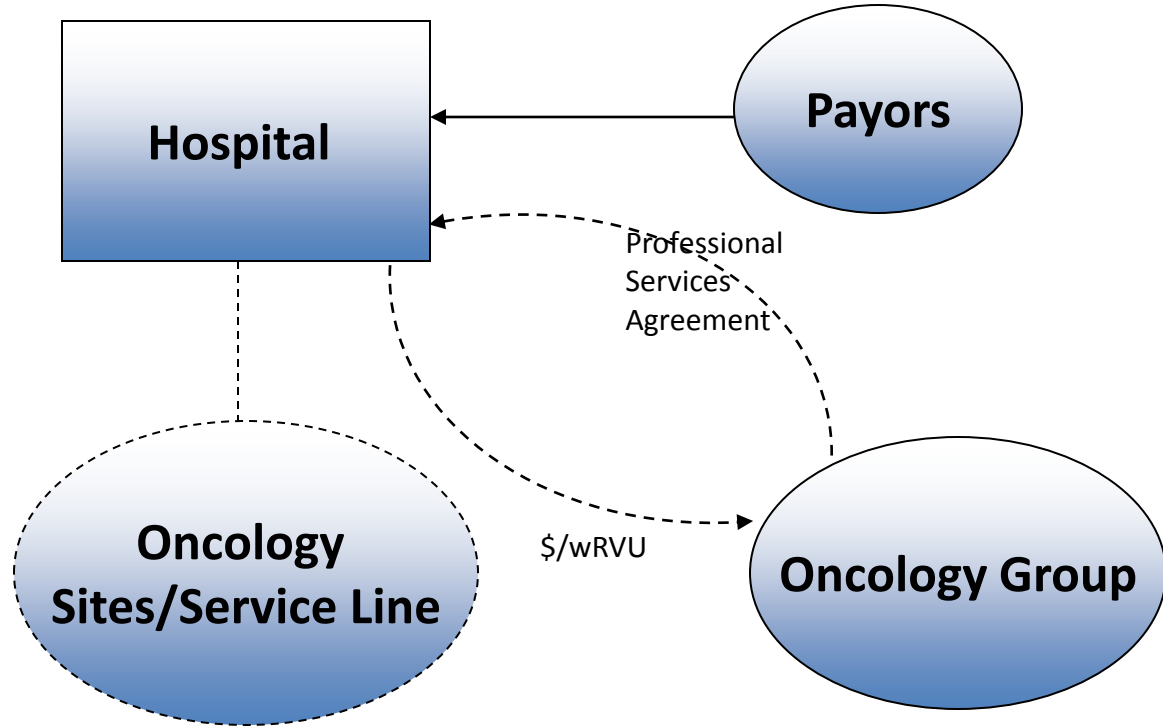 Hospital
Payors
Professional
Services
Agreement
$/wRVU
Oncology
Sites/Service Line
Oncology Group